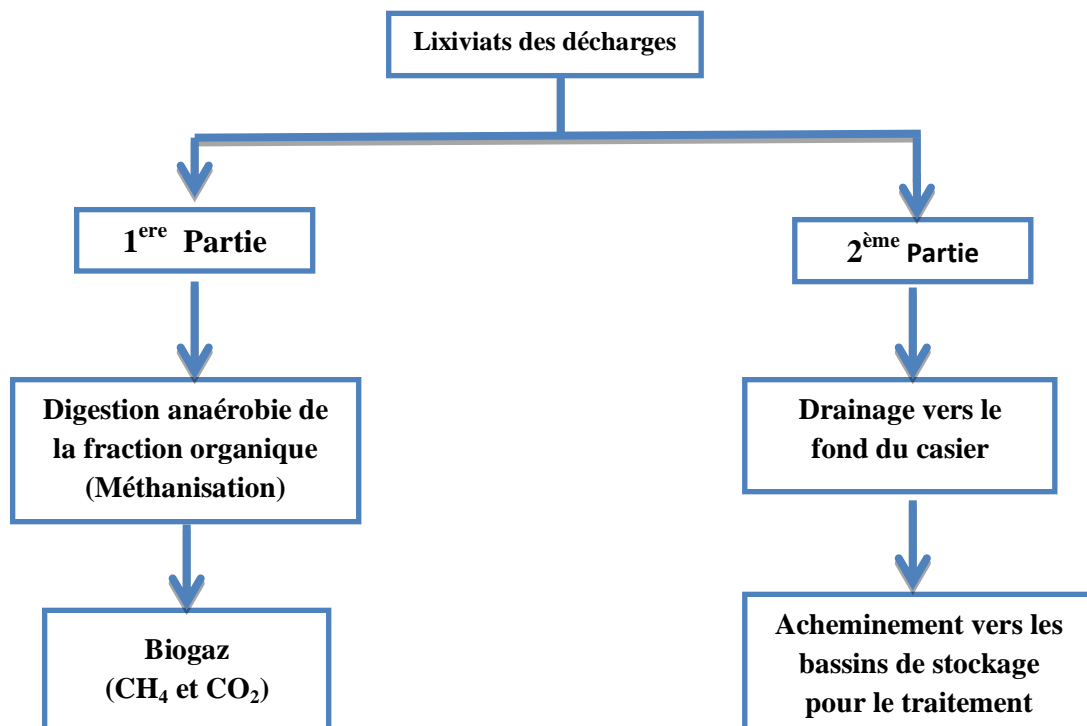 Lixiviats des décharges
1ere Partie
2ème Partie
Digestion anaérobie de
la fraction organique
(Méthanisation)
Drainage vers le
fond du casier
Biogaz
(CH₄ et CO₂)
Acheminement vers les
bassins de stockage
pour le traitement